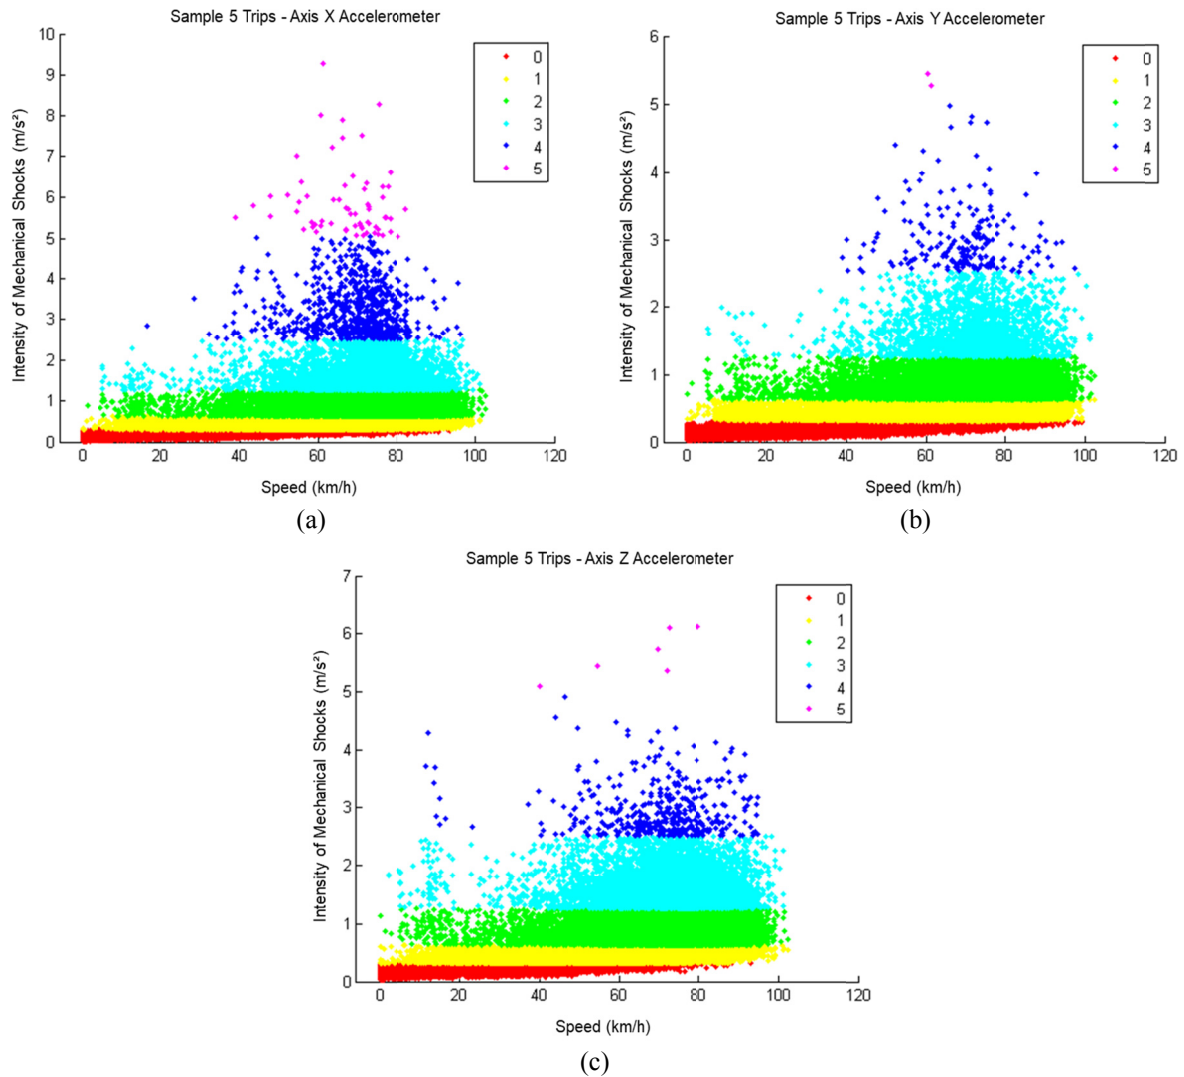 Sample 5 Trips - Axis X Accelerometer
Intensity of Mechanical Shocks (m/s²)
10
9
8
7
6
5
4
3
2
1
0
0 20 40 60 80 100 120
Speed (km/h)
0
1
2
3
4
5
(a)
Sample 5 Trips - Axis Y Accelerometer
Intensity of Mechanical Shocks (m/s²)
6
5
4
3
2
1
0
0 20 40 60 80 100 120
Speed (km/h)
0
1
2
3
4
5
(b)
Sample 5 Trips - Axis Z Accelerometer
Intensity of Mechanical Shocks (m/s²)
7
6
5
4
3
2
1
0
0 20 40 60 80 100 120
Speed (km/h)
0
1
2
3
4
5
(c)